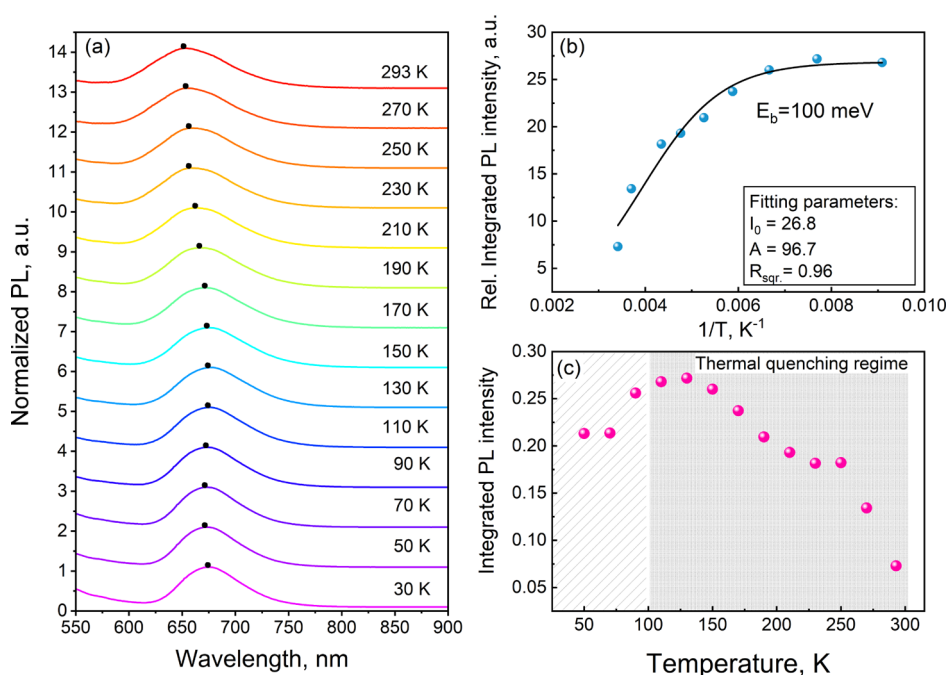 (a)
Normalized PL, a.u.
14
13
12
11
10
9
8
7
6
5
4
3
2
1
0
293 K
270 K
250 K
230 K
210 K
190 K
170 K
150 K
130 K
110 K
90 K
70 K
50 K
30 K
550 600 650 700 750 800 850 900
Wavelength, nm
(b)
Rel. Integrated PL intensity, a.u.
30
25
20
15
10
5
E_b=100 meV
Fitting parameters:
I_0 = 26.8
A = 96.7
R_sqr. = 0.96
0.002 0.004 0.006 0.008 0.010
1/T, K^-1
(c)
Thermal quenching regime
Integrated PL intensity
0.30
0.25
0.20
0.15
0.10
0.05
50 100 150 200 250 300
Temperature, K